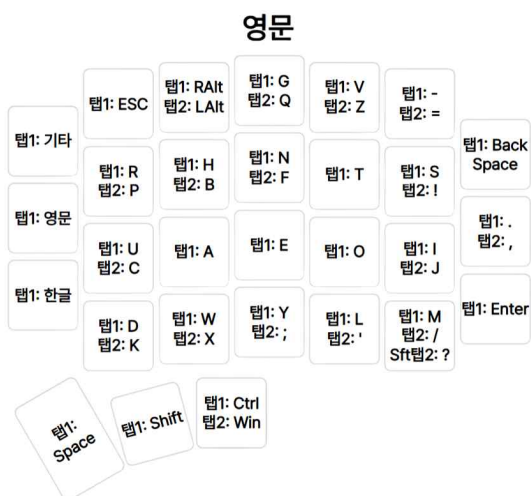 영문
탭1: ESC
탭1: RAlt
탭2: LAlt
탭1: G
탭2: Q
탭1: V
탭2: Z
탭1: -
탭2: =
탭1: 기타
탭1: R
탭2: P
탭1: H
탭2: B
탭1: N
탭2: F
탭1: T
탭1: S
탭2: !
탭1: Back
Space
탭1: 영문
탭1: U
탭2: C
탭1: A
탭1: E
탭1: O
탭1: I
탭2: J
탭1: .
탭2: ,
탭1: 한글
탭1: D
탭2: K
탭1: W
탭2: X
탭1: Y
탭2: ;
탭1: L
탭2: '
탭1: M
탭2: /
Sft탭2: ?
탭1: Enter
탭1:
Space
탭1: Shift
탭1: Ctrl
탭2: Win